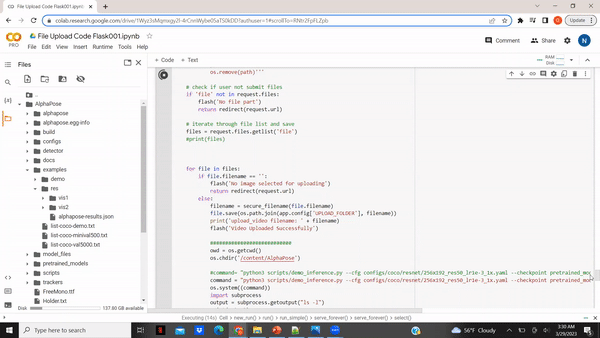 File Upload Code Flask001.ipynb
colab.research.google.com/drive/
Update
PRO
File Upload Code Flask001.ipynb
File Edit View Insert Runtime Tools Help
Comment Share
N
Files
+ Code + Text
RAM
Disk
..
AlphaPose
alphapose
alphapose.egg-info
build
configs
detector
docs
examples
demo
res
vis1
vis2
alphapose-results.json
list-coco-demo.txt
list-coco-minival500.txt
list-coco-val5000.txt
model_files
pretrained_models
scripts
trackers
FreeMono.ttf
Holder.txt
Disk 137.80 GB available
os.remove(path)'''
# check if user not submit files
if 'file' not in request.files:
flash('No file part')
return redirect(request.url)
# iterate through file list and save
files = request.files.getlist('file')
#print(files)
for file in files:
if file.filename == '':
flash('No image selected for uploading')
return redirect(request.url)
else:
filename = secure_filename(file.filename)
file.save(os.path.join(app.config['UPLOAD_FOLDER'], filename))
print('upload_video filename: ' + filename)
flash('Video Uploaded Successfully')
###########################
owd = os.getcwd()
os.chdir('/content/AlphaPose')
#command= "python3 scripts/demo_inference.py --cfg configs/coco/resnet/256x192_res50_lr1e-3_1x.yaml --checkpoint pretrained_mo
command = "python3 scripts/demo_inference.py --cfg configs/coco/resnet/256x192_res50_lr1e-3_1x.yaml --checkpoint pretrained_mo
os.system((command))
import subprocess
output = subprocess.getoutput("ls -l")
Executing (14s) Cell > new_run() > run() > run_simple() > serve_forever() > serve_forever() > select()
Type here to search
56°F Cloudy
3:30 AM
3/29/2023